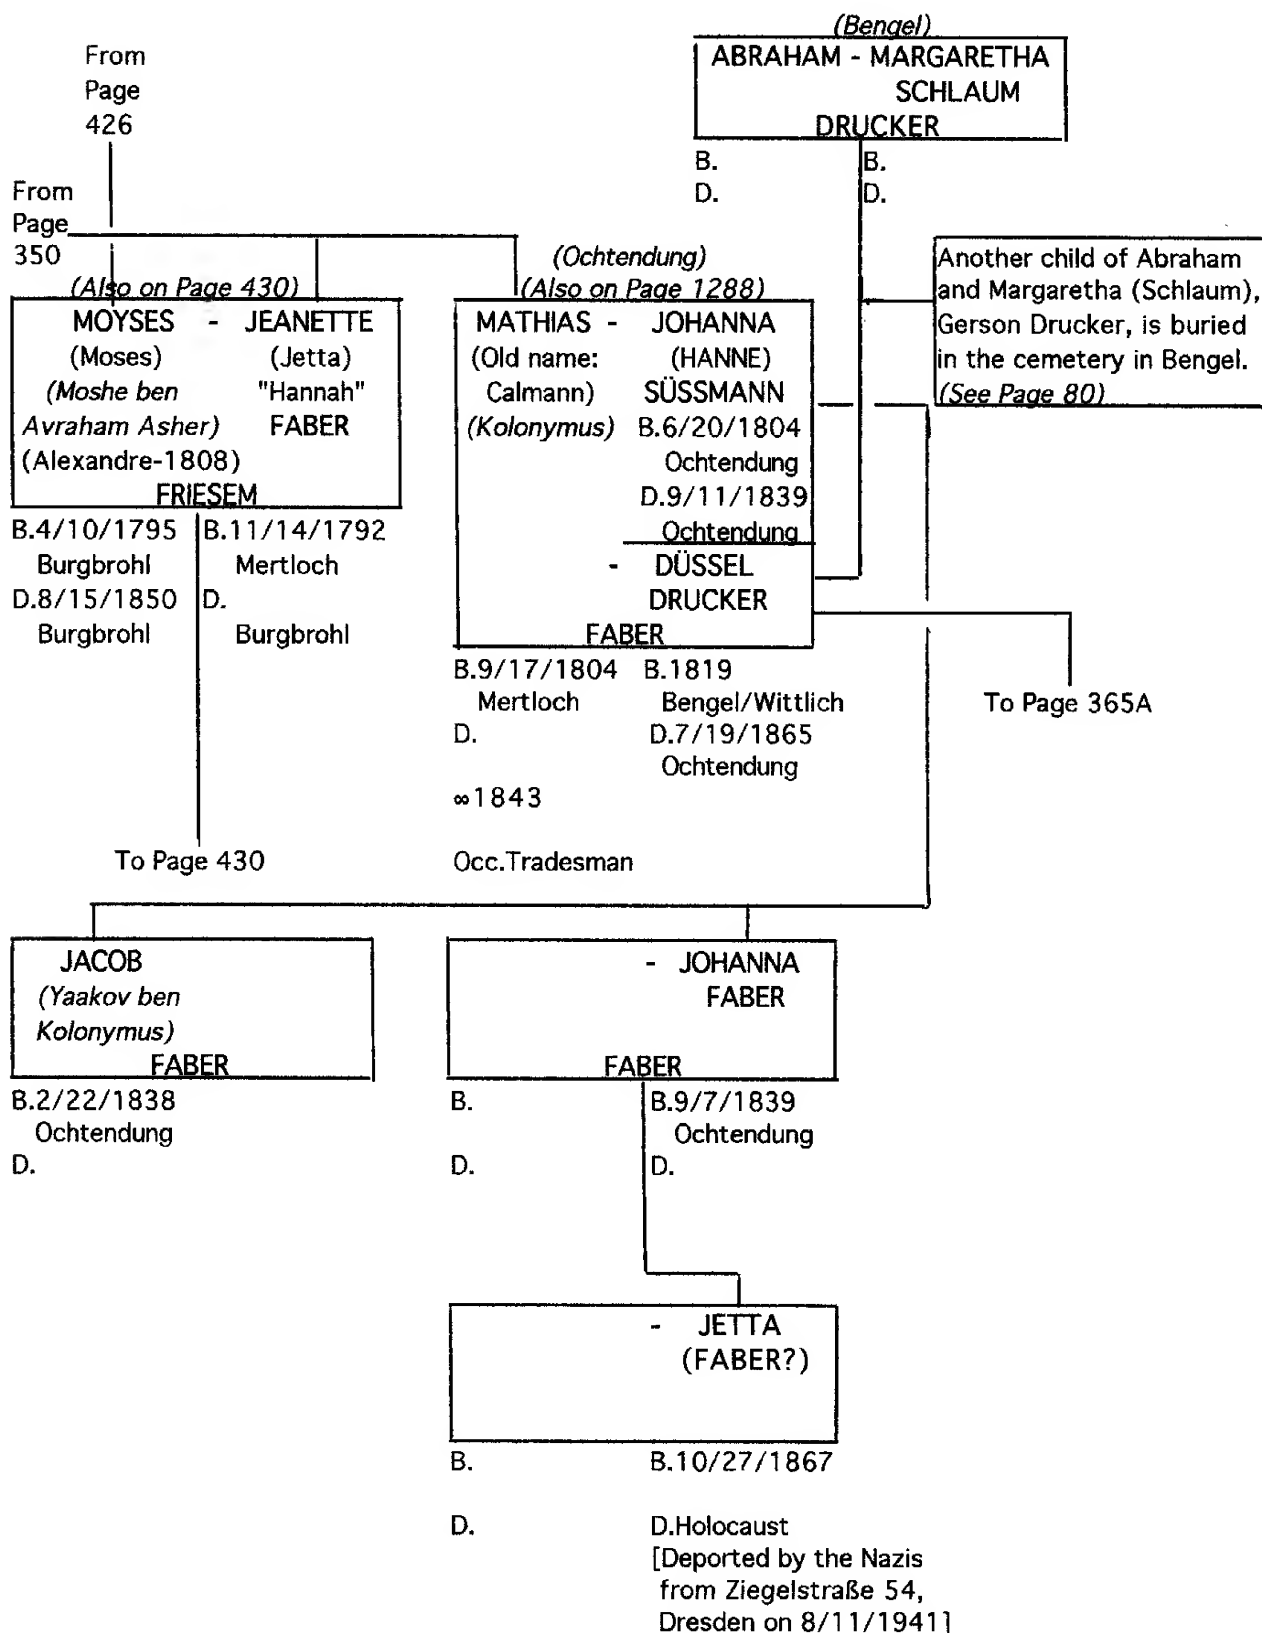 From
Page
426
From
Page
350
(Bengel)
ABRAHAM - MARGARETHA
SCHLAUM
DRUCKER
B. B.
D. D.
Another child of Abraham
and Margaretha (Schlaum),
Gerson Drucker, is buried
in the cemetery in Bengel.
(See Page 80)
(Also on Page 430)
MOYSES - JEANETTE
(Moses) (Jetta)
(Moshe ben "Hannah"
Avraham Asher) FABER
(Alexandre-1808)
FRIESEM
B.4/10/1795 B.11/14/1792
Burgbrohl Mertloch
D.8/15/1850 D.
Burgbrohl Burgbrohl
To Page 430
(Ochtendung)
(Also on Page 1288)
MATHIAS - JOHANNA
(Old name: (HANNE)
Calmann) SÜSSMANN
(Kolonymus) B.6/20/1804
Ochtendung
D.9/11/1839
Ochtendung
- DÜSSEL
DRUCKER
FABER
B.9/17/1804 B.1819
Mertloch Bengel/Wittlich
D. D.7/19/1865
Ochtendung
∞1843
Occ.Tradesman
To Page 365A
JACOB
(Yaakov ben
Kolonymus)
FABER
B.2/22/1838
Ochtendung
D.
- JOHANNA
FABER
FABER
B. B.9/7/1839
Ochtendung
D. D.
- JETTA
(FABER?)
B. B.10/27/1867
D. D.Holocaust
[Deported by the Nazis
from Ziegelstraße 54,
Dresden on 8/11/1941]